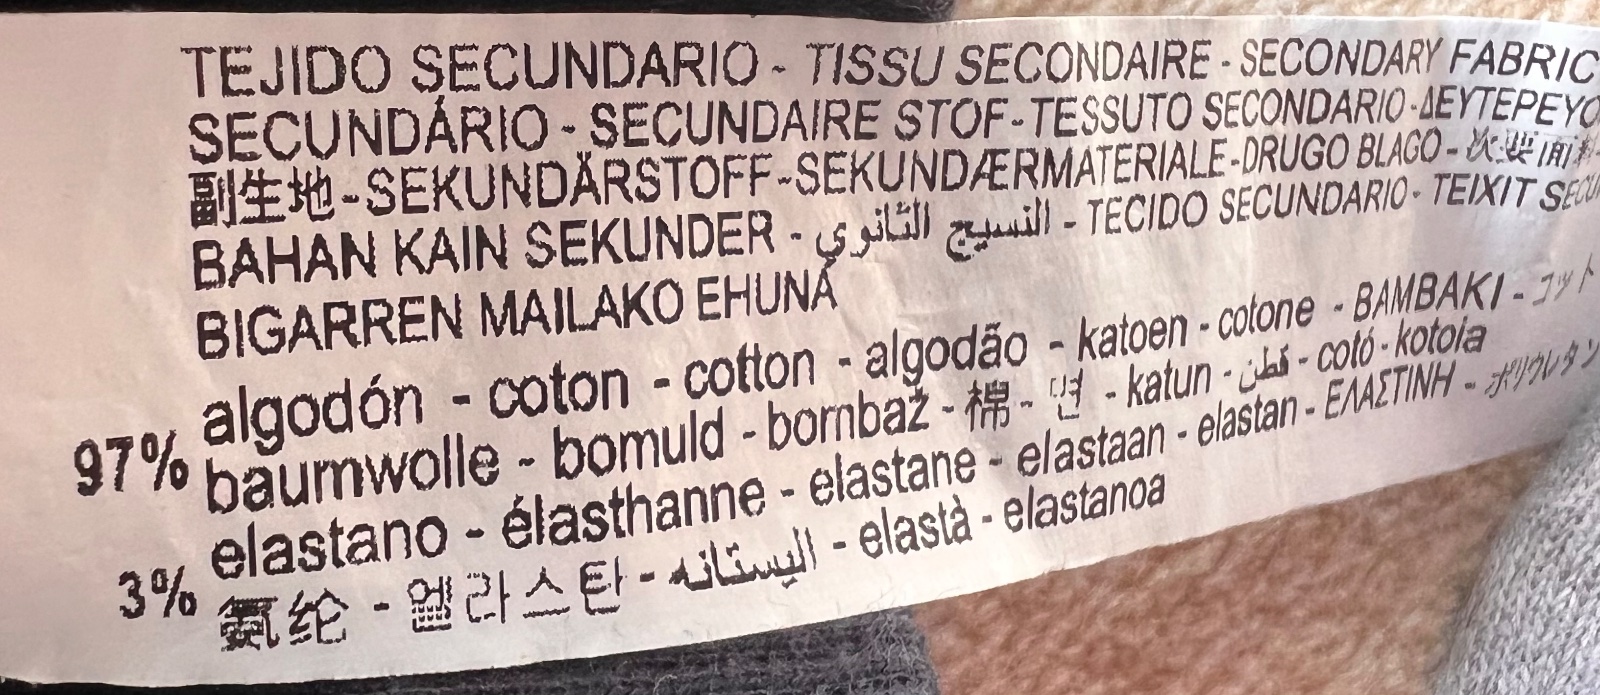 TEJIDO SECUNDARIO - TISSU SECONDAIRE - SECONDARY FABRIC
SECUNDÁRIO - SECUNDAIRE STOF - TESSUTO SECONDARIO - ΔΕΥΤΕΡΕΥΟ
副生地 - SEKUNDÄRSTOFF - SEKUNDÆRMATERIALE - DRUGO BLAGO - 次要面料
BAHAN KAIN SEKUNDER - النسيج الثانوي - TECIDO SECUNDARIO - TEIXIT SECU
BIGARREN MAILAKO EHUNA
97% algodón - coton - cotton - algodão - katoen - cotone - BAMBAKI - コット
baumwolle - bomuld - bombaž - 棉 - 면 - katun - قطن - cotó - kotoia
3% elastano - élasthanne - elastane - elastaan - elastan - ΕΛΑΣΤΙΝΗ - ポリウレタン
氨纶 - 엘라스탄 - اليستانه - elastà - elastanoa